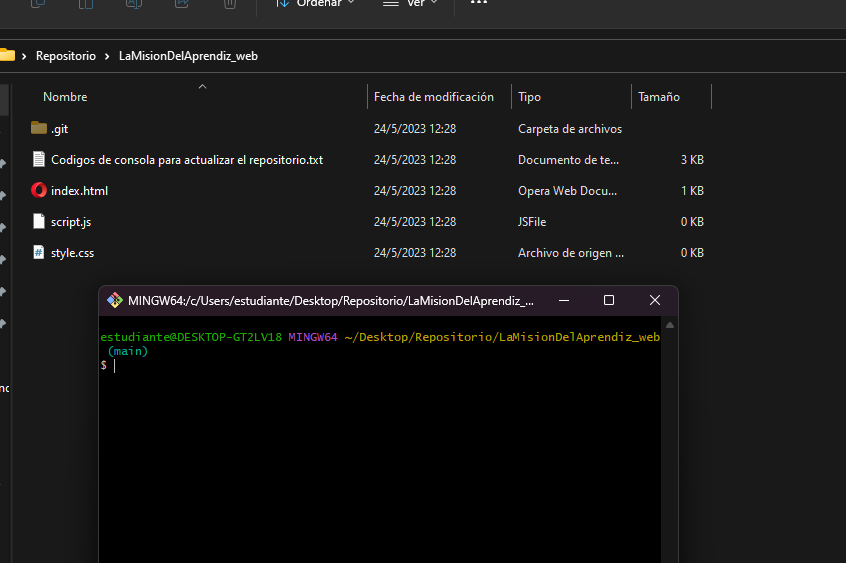 Ordenar
Ver
Repositorio > LaMisionDelAprendiz_web
Nombre Fecha de modificación Tipo Tamaño
.git 24/5/2023 12:28 Carpeta de archivos
Codigos de consola para actualizar el repositorio.txt 24/5/2023 12:28 Documento de te... 3 KB
index.html 24/5/2023 12:28 Opera Web Docu... 1 KB
script.js 24/5/2023 12:28 JSFile 0 KB
style.css 24/5/2023 12:28 Archivo de origen ... 0 KB
MINGW64:/c/Users/estudiante/Desktop/Repositorio/LaMisionDelAprendiz_...
estudiante@DESKTOP-GT2LV18 MINGW64 ~/Desktop/Repositorio/LaMisionDelAprendiz_web
(main)
$